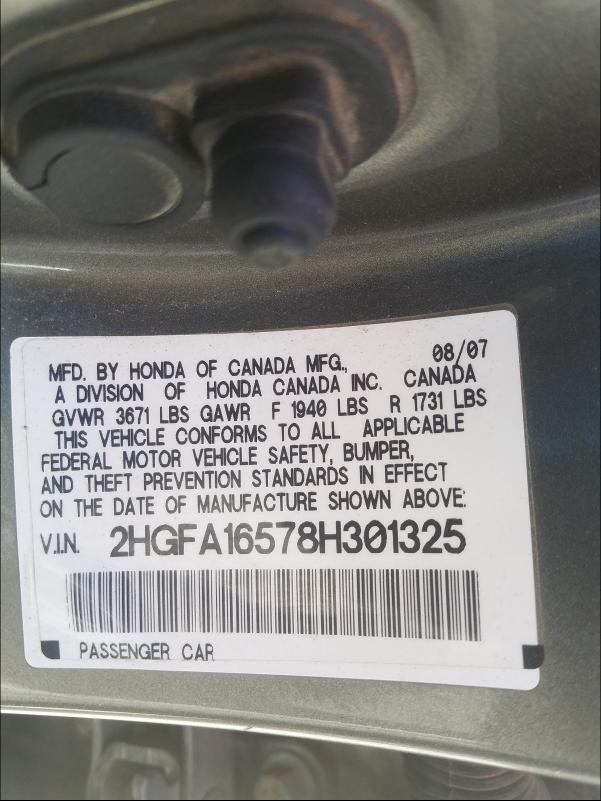 08/07
MFD. BY HONDA OF CANADA MFG.,
A DIVISION OF HONDA CANADA INC. CANADA
GVWR 3671 LBS GAWR F 1940 LBS R 1731 LBS
THIS VEHICLE CONFORMS TO ALL APPLICABLE
FEDERAL MOTOR VEHICLE SAFETY, BUMPER,
AND THEFT PREVENTION STANDARDS IN EFFECT
ON THE DATE OF MANUFACTURE SHOWN ABOVE:
V.I.N. 2HGFA16578H301325
PASSENGER CAR